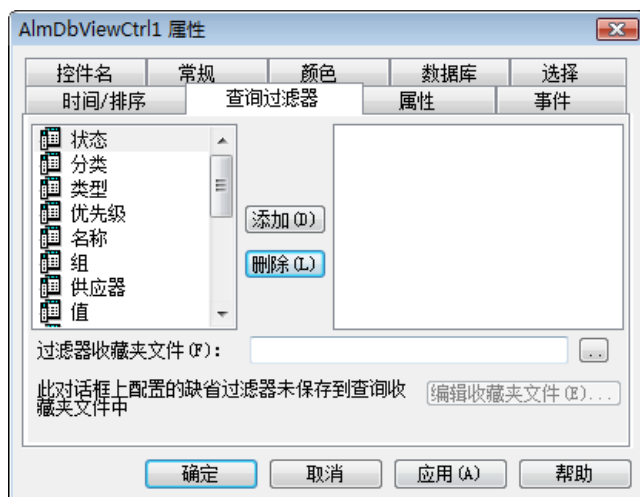 AlmDbViewCtrl1 属性
控件名 常规 颜色 数据库 选择
时间/排序 查询过滤器 属性 事件
状态
分类
类型
优先级
名称
组
供应器
值
添加(D)
删除(L)
过滤器收藏夹文件(F):
..
此对话框上配置的缺省过滤器未保存到查询收
藏夹文件中
编辑收藏夹文件(E)...
确定 取消 应用(A) 帮助